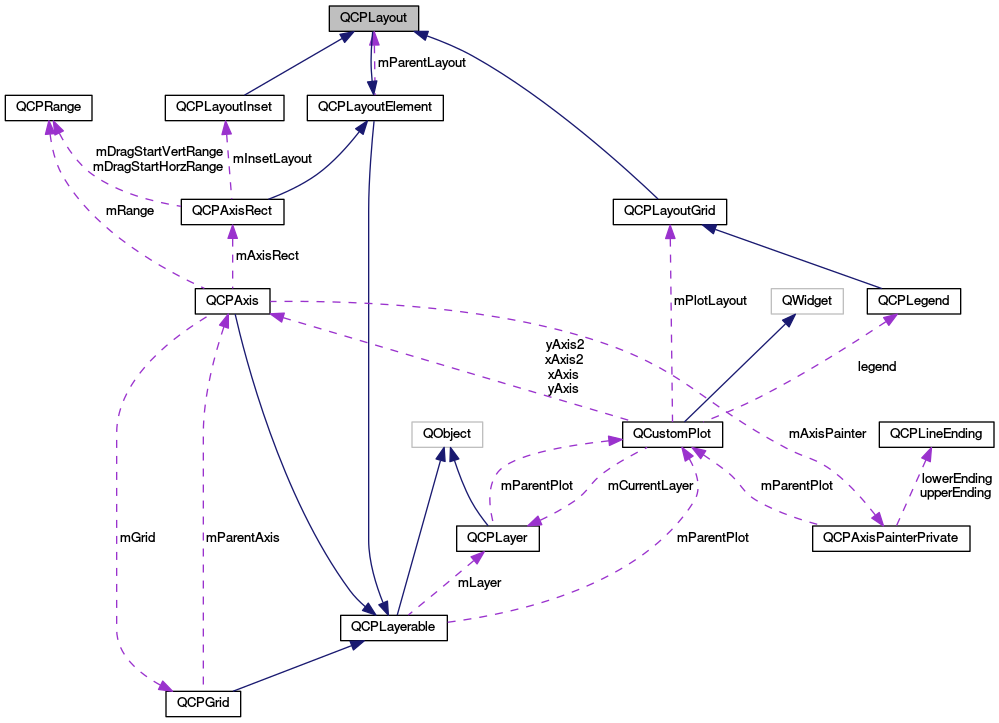 QCPLayout
mParentLayout
QCPRange
QCPLayoutInset
QCPLayoutElement
mDragStartVertRange
mDragStartHorzRange
mInsetLayout
mRange
QCPAxisRect
QCPLayoutGrid
mAxisRect
QCPAxis
mPlotLayout
QWidget
QCPLegend
yAxis2
xAxis2
xAxis
yAxis
legend
QObject
QCustomPlot
mAxisPainter
QCPLineEnding
mParentPlot
mCurrentLayer
mParentPlot
lowerEnding
upperEnding
mGrid
mParentAxis
QCPLayer
mParentPlot
QCPAxisPainterPrivate
mLayer
QCPLayerable
QCPGrid